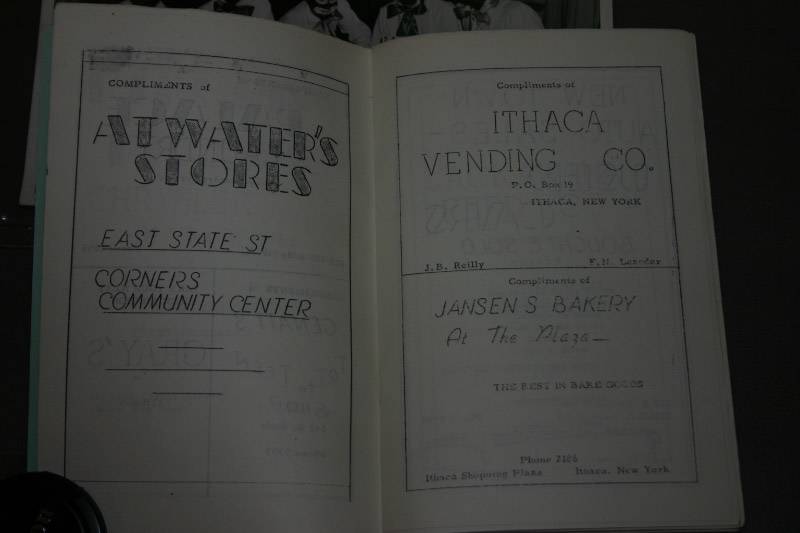 COMPLIMENTS of
ATWATER'S
STORES
EAST STATE ST
CORNERS
COMMUNITY CENTER
Compliments of
ITHACA
VENDING CO.
P.O. Box 19
ITHACA, NEW YORK
J.B. Reilly F.N.
Compliments of
JANSEN S BAKERY
At The Plaza
THE BEST IN BAKE GOODS
Phone 2186
Ithaca Shopping Plaza Ithaca, New York